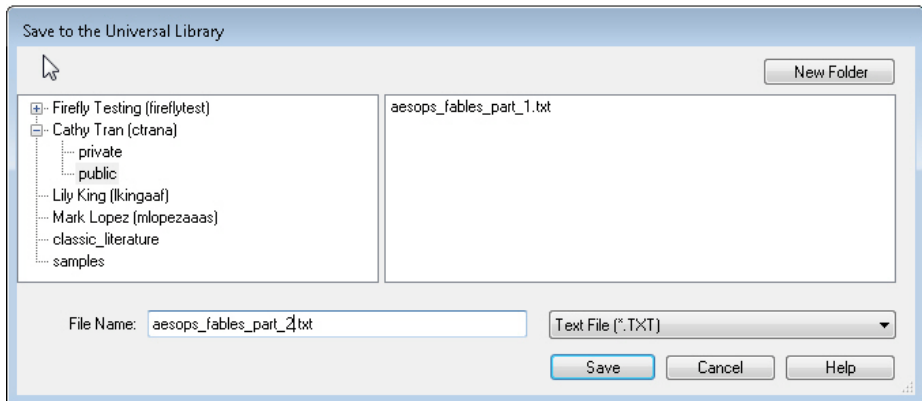 Save to the Universal Library
New Folder
Firefly Testing (fireflytest)
Cathy Tran (ctrana)
private
public
Lily King (lkingaaf)
Mark Lopez (mlopezaaas)
classic_literature
samples
aesops_fables_part_1.txt
File Name: aesops_fables_part_2.txt Text File (*.TXT)
Save Cancel Help